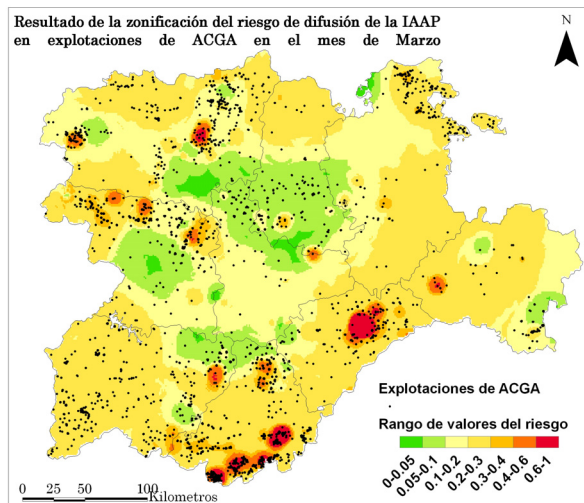 Resultado de la zonificación del riesgo de difusión de la IAAP
en explotaciones de ACGA en el mes de Marzo
N
Explotaciones de ACGA
Rango de valores del riesgo
0-0.05
0.05-0.1
0.1-0.2
0.2-0.3
0.3-0.4
0.4-0.6
0.6-1
0 25 50 100
Kilometros